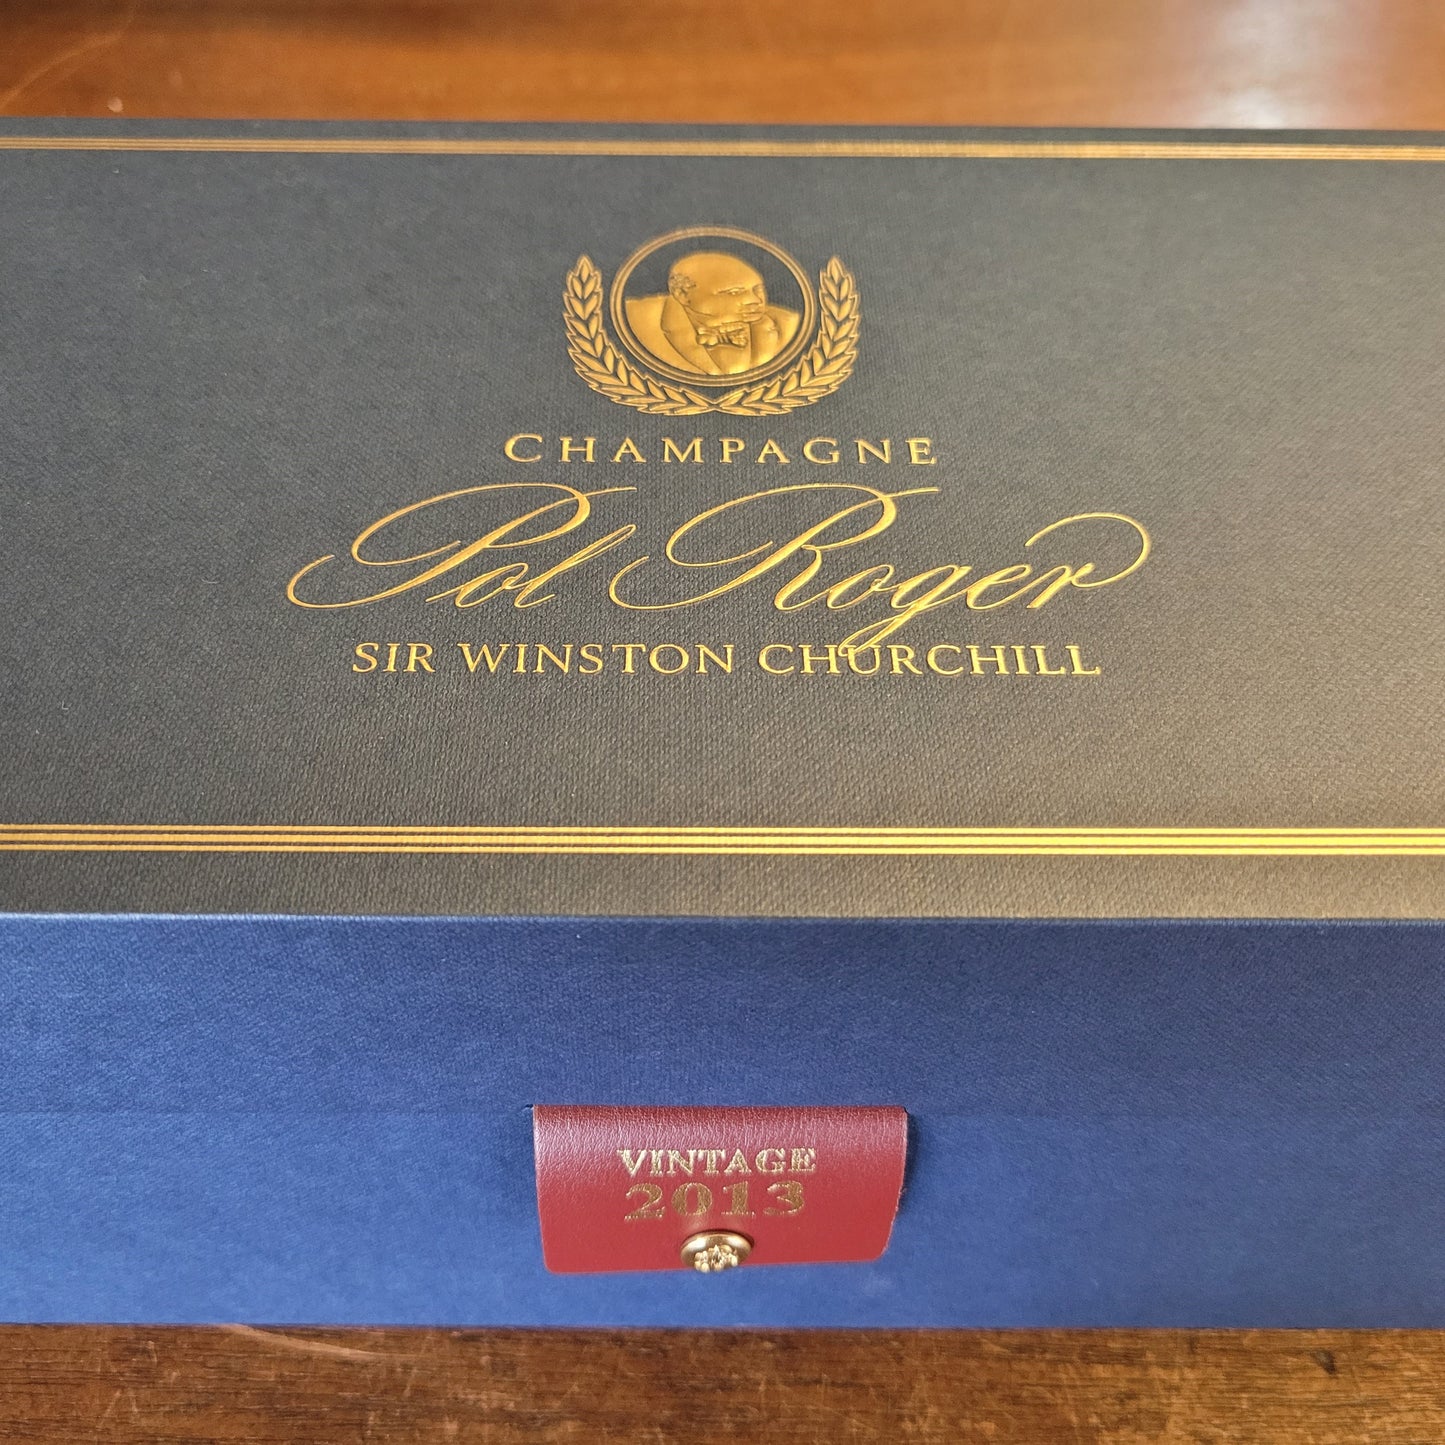 CHAMPAGNE
Pol Roger
SIR WINSTON CHURCHILL
VINTAGE
2013